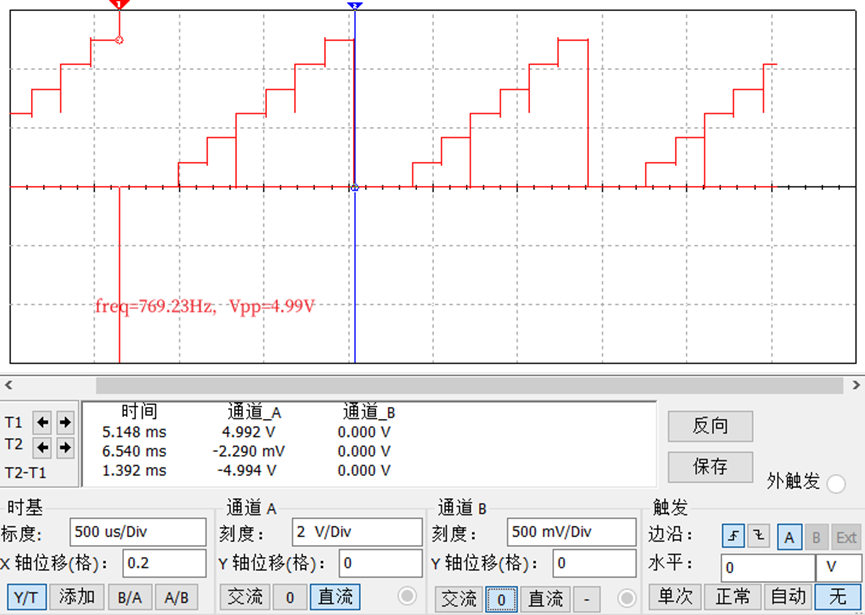 1
2
freq=769.23Hz, Vpp=4.99V
T1
T2
T2-T1
时间 通道_A 通道_B
5.148 ms 4.992 V 0.000 V
6.540 ms -2.290 mV 0.000 V
1.392 ms -4.994 V 0.000 V
反向
保存
外触发
时基
标度: 500 us/Div
X 轴位移(格): 0.2
Y/T 添加 B/A A/B
通道 A
刻度: 2 V/Div
Y 轴位移(格): 0
交流 0 直流
通道 B
刻度: 500 mV/Div
Y 轴位移(格): 0
交流 0 直流 -
触发
边沿: A B Ext
水平: 0 V
单次 正常 自动 无